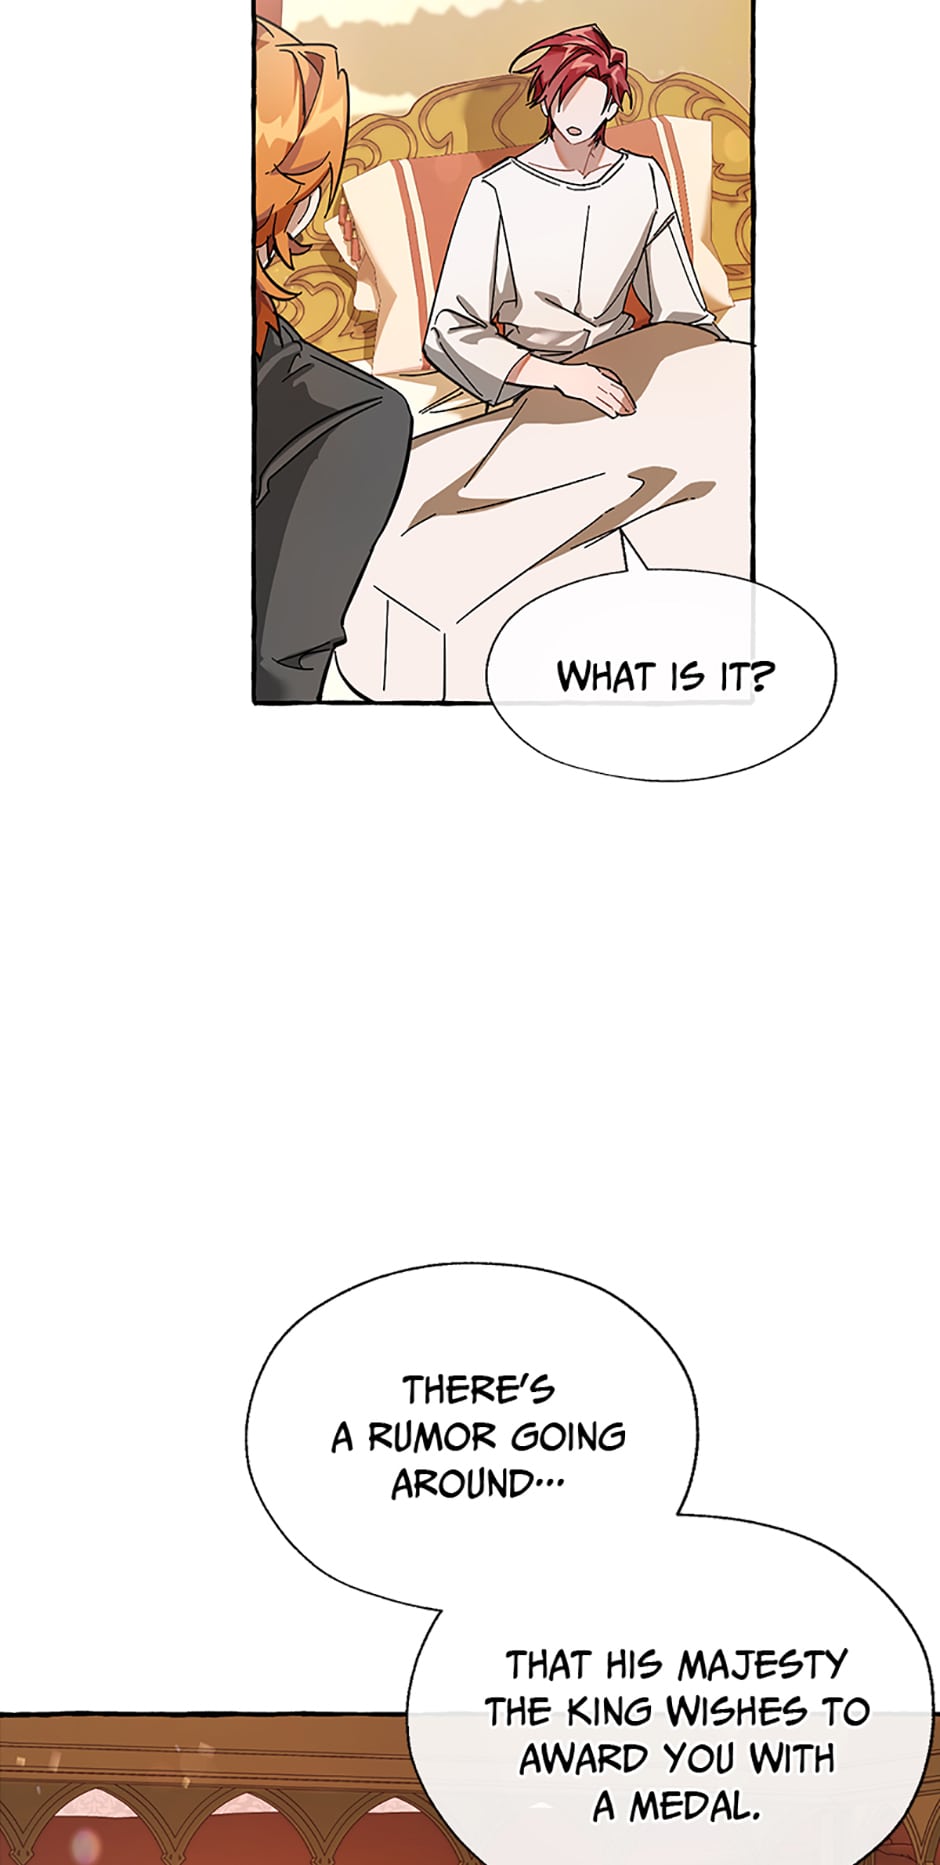 WHAT IS IT?
THERE'S
A RUMOR GOING
AROUND...
THAT HIS MAJESTY
THE KING WISHES TO
AWARD YOU WITH
A MEDAL.